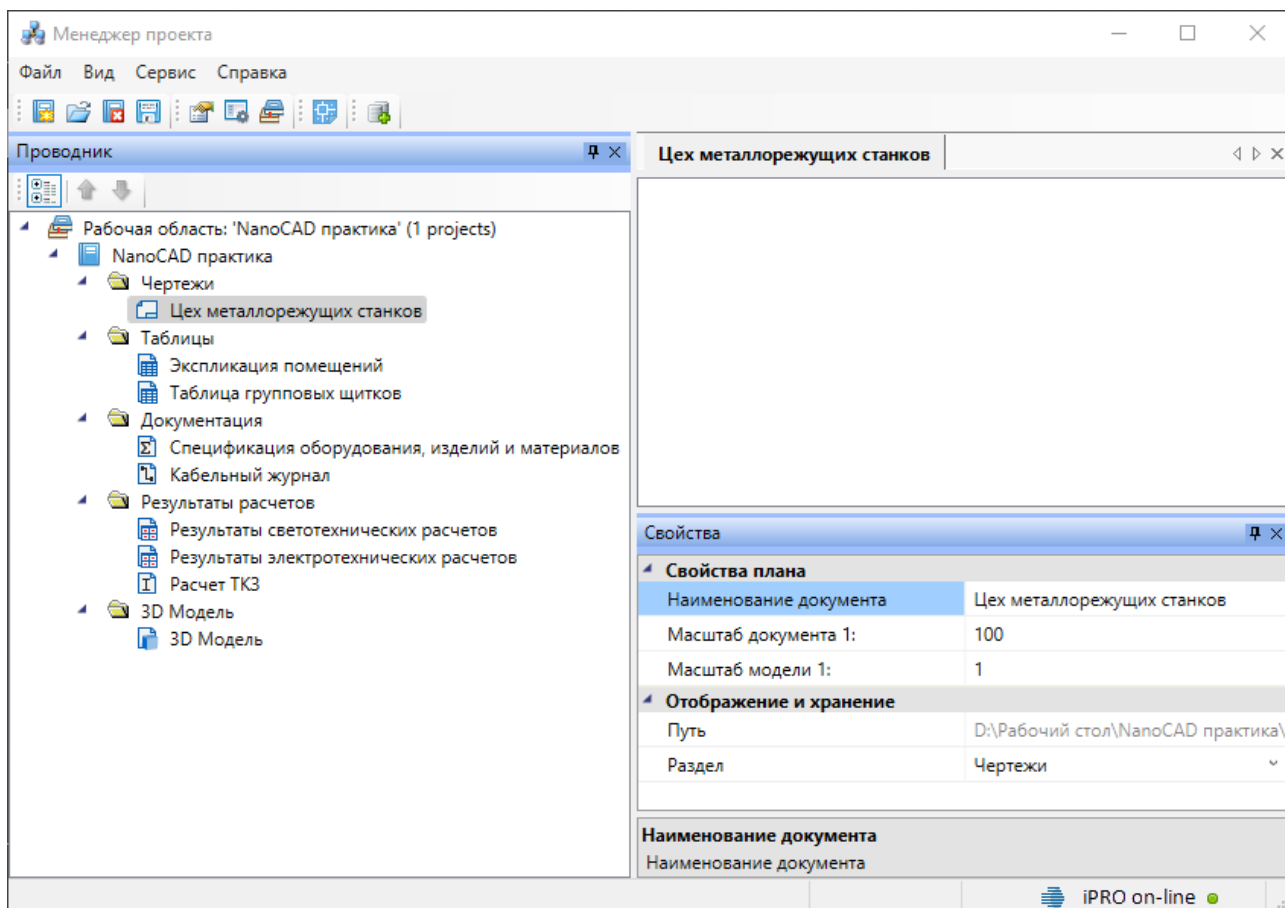 Менеджер проекта
Файл Вид Сервис Справка
Проводник
Рабочая область: 'NanoCAD практика' (1 projects)
NanoCAD практика
Чертежи
Цех металлорежущих станков
Таблицы
Экспликация помещений
Таблица групповых щитков
Документация
Спецификация оборудования, изделий и материалов
Кабельный журнал
Результаты расчетов
Результаты светотехнических расчетов
Результаты электротехнических расчетов
Расчет ТКЗ
3D Модель
3D Модель
Цех металлорежущих станков
Свойства
Свойства плана
Наименование документа Цех металлорежущих станков
Масштаб документа 1: 100
Масштаб модели 1: 1
Отображение и хранение
Путь D:\Рабочий стол\NanoCAD практика\
Раздел Чертежи
Наименование документа
Наименование документа
iPRO on-line